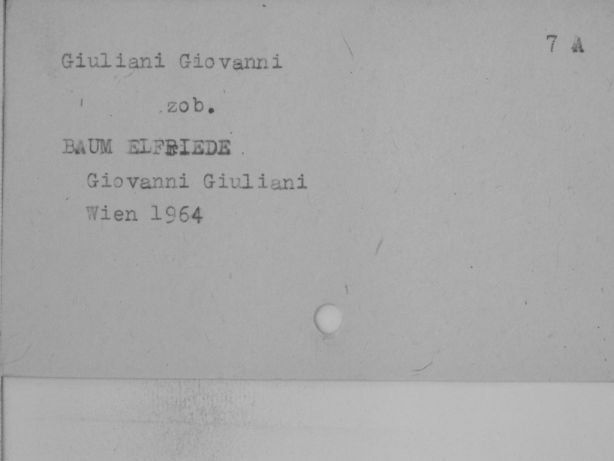 7 A
Giuliani Giovanni
zob.
BAUM ELFRIEDE
Giovanni Giuliani
Wien 1964